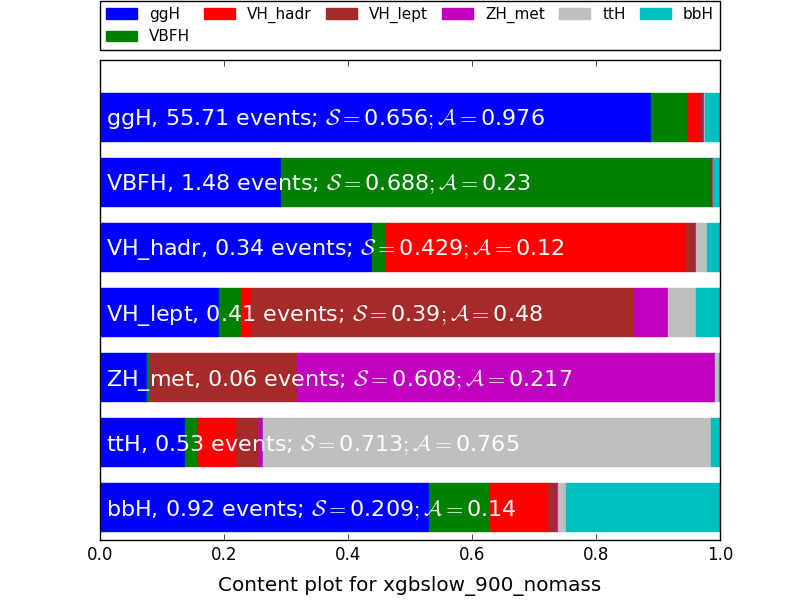 ggH VH_hadr VH_lept ZH_met ttH bbH
VBFH
ggH, 55.71 events; 𝒮 = 0.656; 𝒜 = 0.976
VBFH, 1.48 events; 𝒮 = 0.688; 𝒜 = 0.23
VH_hadr, 0.34 events; 𝒮 = 0.429; 𝒜 = 0.12
VH_lept, 0.41 events; 𝒮 = 0.39; 𝒜 = 0.48
ZH_met, 0.06 events; 𝒮 = 0.608; 𝒜 = 0.217
ttH, 0.53 events; 𝒮 = 0.713; 𝒜 = 0.765
bbH, 0.92 events; 𝒮 = 0.209; 𝒜 = 0.14
0.0 0.2 0.4 0.6 0.8 1.0
Content plot for xgbslow_900_nomass